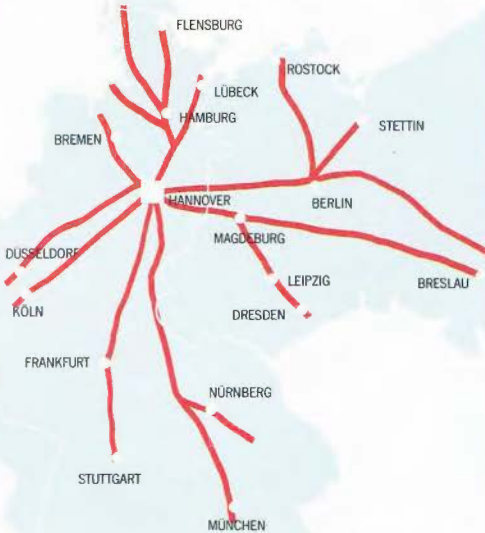 FLENSBURG
ROSTOCK
LÜBECK
HAMBURG
STETTIN
BREMEN
HANNOVER
BERLIN
MAGDEBURG
DÜSSELDORF
LEIPZIG
BRESLAU
KÖLN
DRESDEN
FRANKFURT
NÜRNBERG
STUTTGART
MÜNCHEN